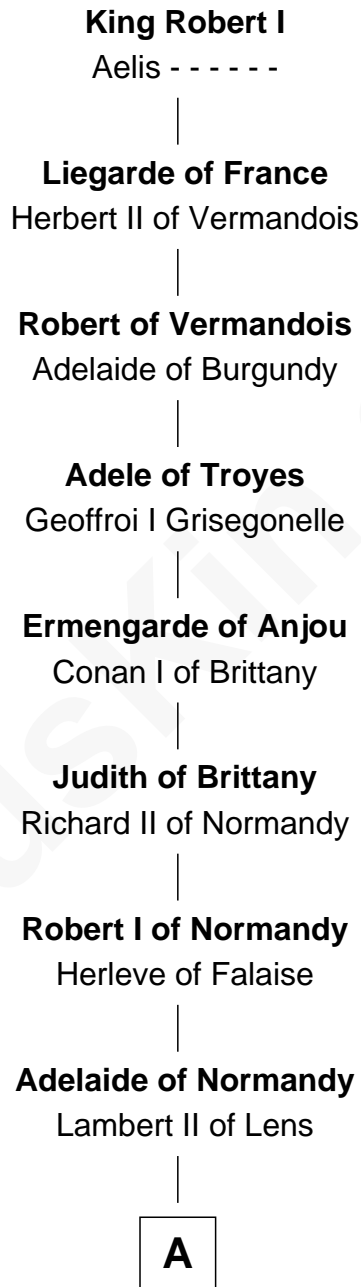 King Robert I
Aelis - - - - - -
Liegarde of France
Herbert II of Vermandois
Robert of Vermandois
Adelaide of Burgundy
Adele of Troyes
Geoffroi I Grisegonelle
Ermengarde of Anjou
Conan I of Brittany
Judith of Brittany
Richard II of Normandy
Robert I of Normandy
Herleve of Falaise
Adelaide of Normandy
Lambert II of Lens
A